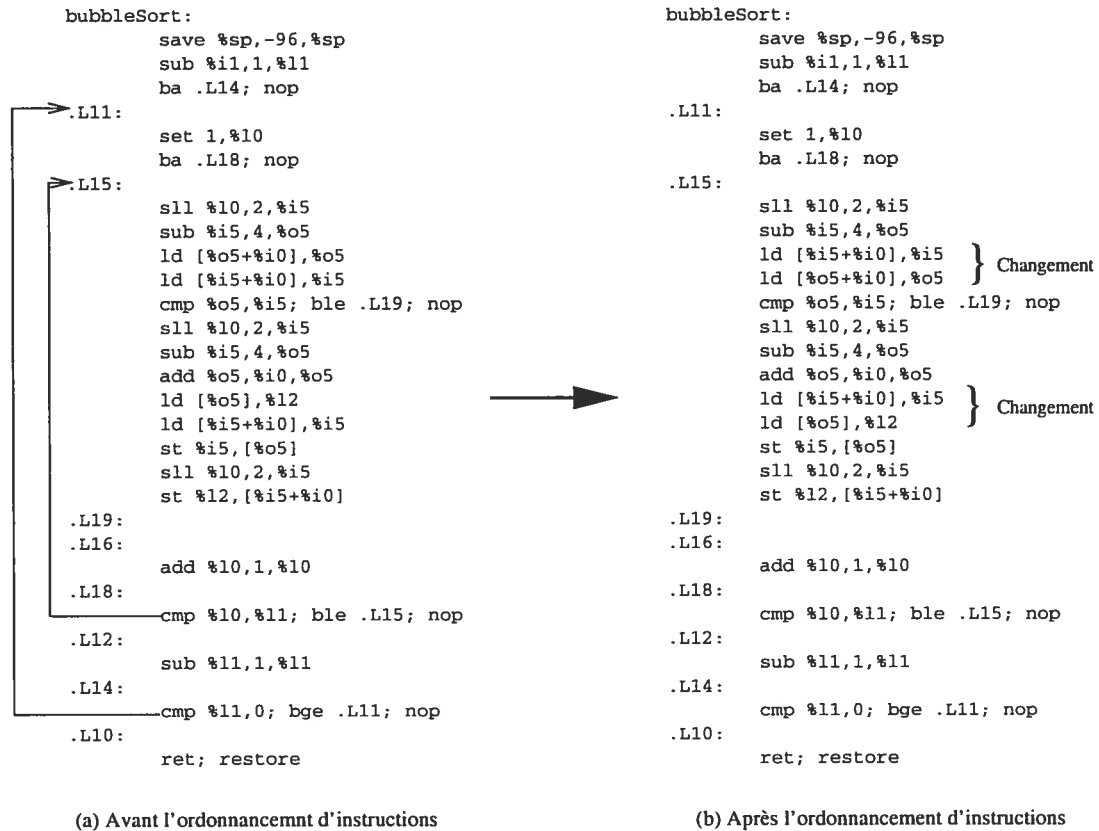 bubbleSort:
save %sp,-96,%sp
sub %i1,1,%l1
ba .L14; nop
.L11:
set 1,%l0
ba .L18; nop
.L15:
sll %l0,2,%i5
sub %i5,4,%o5
ld [%o5+%i0],%o5
ld [%i5+%i0],%i5
cmp %o5,%i5; ble .L19; nop
sll %l0,2,%i5
sub %i5,4,%o5
add %o5,%i0,%o5
ld [%o5],%l2
ld [%i5+%i0],%i5
st %i5,[%o5]
sll %l0,2,%i5
st %l2,[%i5+%i0]
.L19:
.L16:
add %l0,1,%l0
.L18:
cmp %l0,%l1; ble .L15; nop
.L12:
sub %l1,1,%l1
.L14:
cmp %l1,0; bge .L11; nop
.L10:
ret; restore
(a) Avant l'ordonnancemnt d'instructions
bubbleSort:
save %sp,-96,%sp
sub %i1,1,%l1
ba .L14; nop
.L11:
set 1,%l0
ba .L18; nop
.L15:
sll %l0,2,%i5
sub %i5,4,%o5
ld [%i5+%i0],%i5
ld [%o5+%i0],%o5
} Changement
cmp %o5,%i5; ble .L19; nop
sll %l0,2,%i5
sub %i5,4,%o5
add %o5,%i0,%o5
ld [%i5+%i0],%i5
ld [%o5],%l2
} Changement
st %i5,[%o5]
sll %l0,2,%i5
st %l2,[%i5+%i0]
.L19:
.L16:
add %l0,1,%l0
.L18:
cmp %l0,%l1; ble .L15; nop
.L12:
sub %l1,1,%l1
.L14:
cmp %l1,0; bge .L11; nop
.L10:
ret; restore
(b) Après l'ordonnancement d'instructions